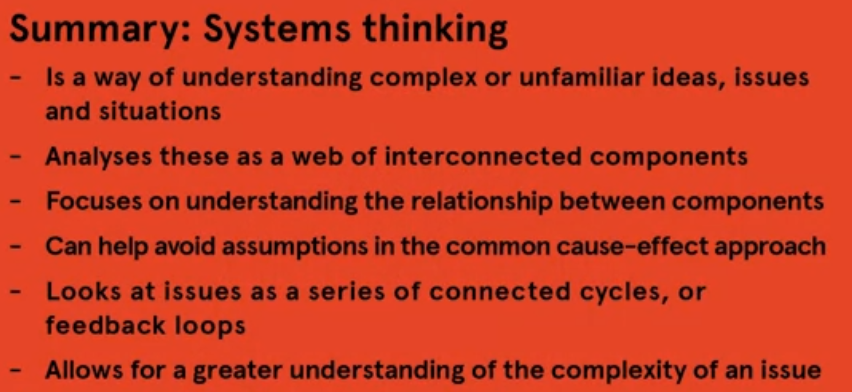 Summary: Systems thinking
- Is a way of understanding complex or unfamiliar ideas, issues
and situations
- Analyses these as a web of interconnected components
- Focuses on understanding the relationship between components
- Can help avoid assumptions in the common cause-effect approach
- Looks at issues as a series of connected cycles, or
feedback loops
- Allows for a greater understanding of the complexity of an issue